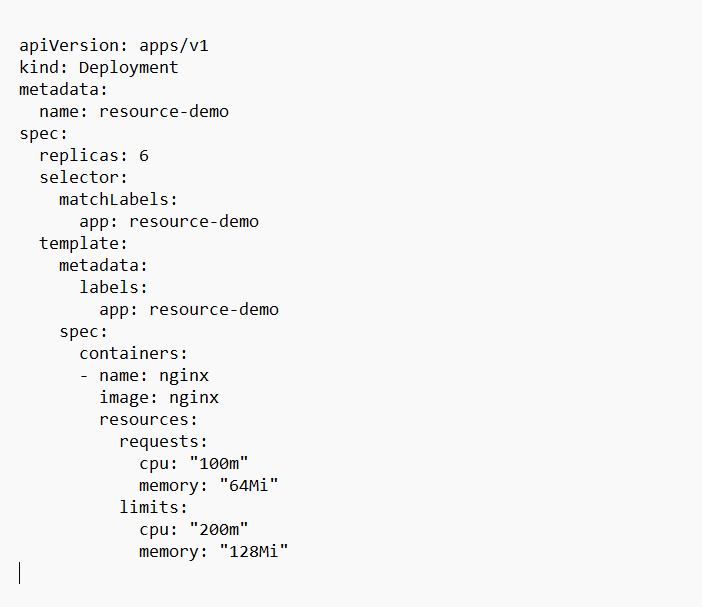 apiVersion: apps/v1
kind: Deployment
metadata:
  name: resource-demo
spec:
  replicas: 6
  selector:
    matchLabels:
      app: resource-demo
  template:
    metadata:
      labels:
        app: resource-demo
    spec:
      containers:
      - name: nginx
        image: nginx
        resources:
          requests:
            cpu: "100m"
            memory: "64Mi"
          limits:
            cpu: "200m"
            memory: "128Mi"